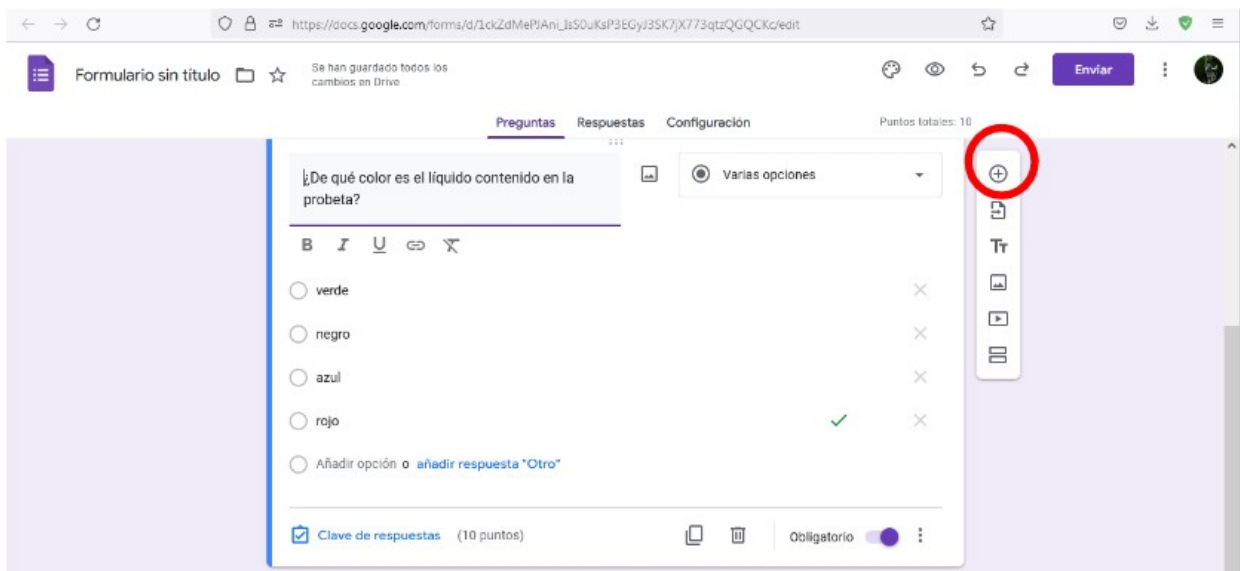 https://docs.google.com/forms/d/1ckZdMePJAni_IsS0uKsP3EGyJ3SK7jX773qtzQGQCKc/edit
Formulario sin título
Se han guardado todos los
cambios en Drive
Enviar
Preguntas Respuestas Configuración Puntos totales: 10
¿De qué color es el líquido contenido en la
probeta?
Varias opciones
B I U
Tт
verde
negro
azul
rojo
Añadir opción o añadir respuesta "Otro"
Clave de respuestas (10 puntos) Obligatorio